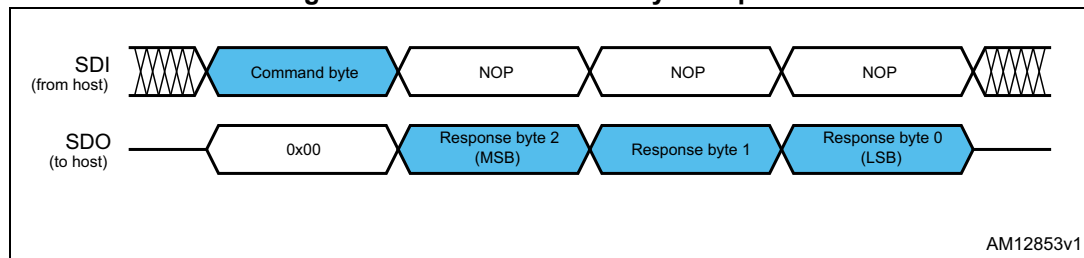 SDI
(from host)
Command byte
NOP
NOP
NOP
SDO
(to host)
0x00
Response byte 2
(MSB)
Response byte 1
Response byte 0
(LSB)
AM12853v1